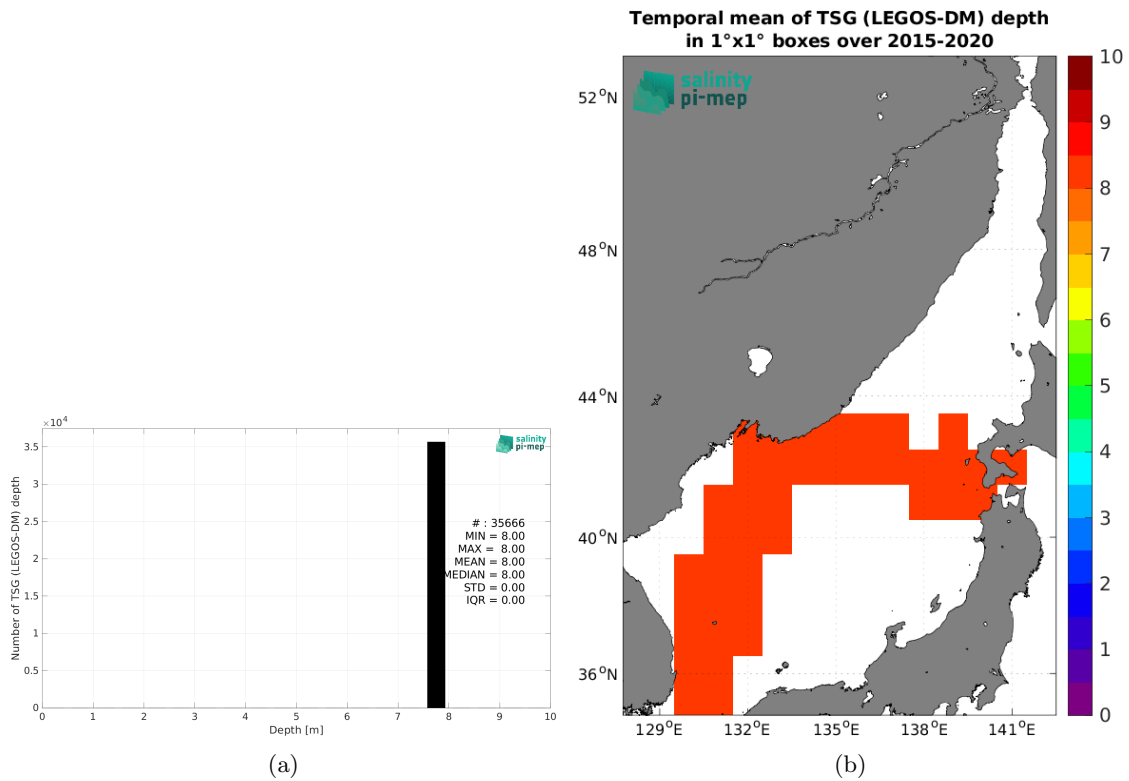 ×10⁴
3.5
3
2.5
2
1.5
1
0.5
0
Number of TSG (LEGOS-DM) depth
salinity
pi-mep
# : 35666
MIN = 8.00
MAX = 8.00
MEAN = 8.00
MEDIAN = 8.00
STD = 0.00
IQR = 0.00
0 1 2 3 4 5 6 7 8 9 10
Depth [m]
(a)
Temporal mean of TSG (LEGOS-DM) depth
in 1°x1° boxes over 2015-2020
salinity
pi-mep
52°N
48°N
44°N
40°N
36°N
129°E 132°E 135°E 138°E 141°E
10
9
8
7
6
5
4
3
2
1
0
(b)